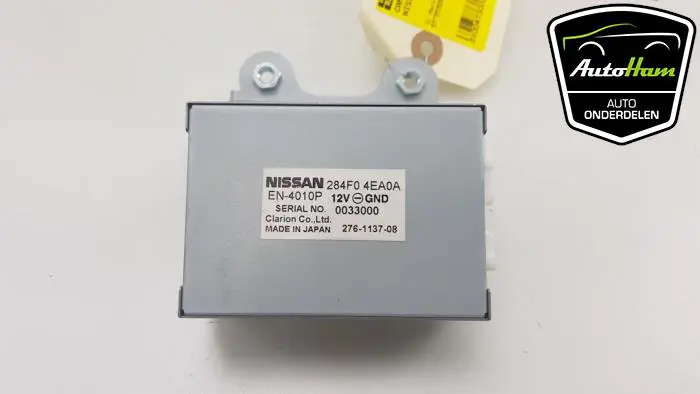 AutoHam
AUTO
ONDERDELEN
NISSAN 284F0 4EA0A
EN-4010P 12V⊖GND
SERIAL NO. 0033000
Clarion Co.,Ltd.
MADE IN JAPAN 276-1137-08